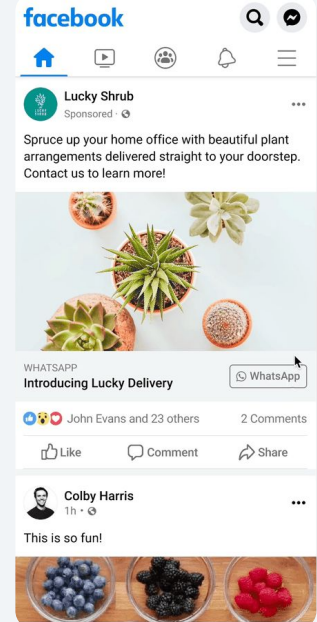 facebook
Lucky Shrub
Sponsored ·
Spruce up your home office with beautiful plant
arrangements delivered straight to your doorstep.
Contact us to learn more!
WHATSAPP
Introducing Lucky Delivery
WhatsApp
John Evans and 23 others
2 Comments
Like
Comment
Share
Colby Harris
1h ·
This is so fun!